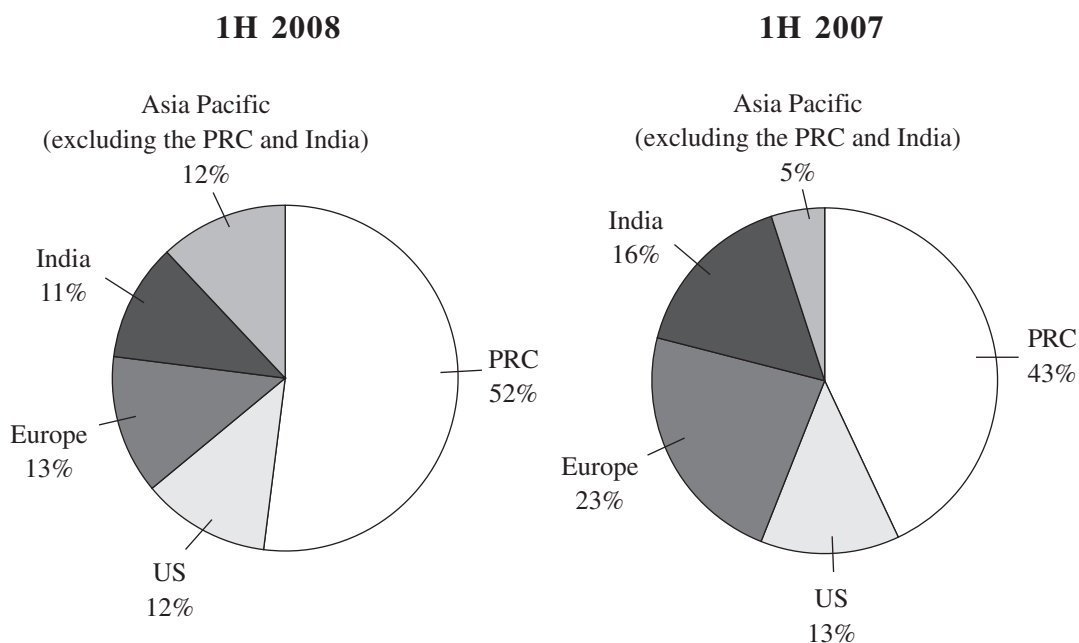 1H 2008
Asia Pacific
(excluding the PRC and India)
12%
India
11%
PRC
52%
Europe
13%
US
12%
1H 2007
Asia Pacific
(excluding the PRC and India)
5%
India
16%
PRC
43%
Europe
23%
US
13%